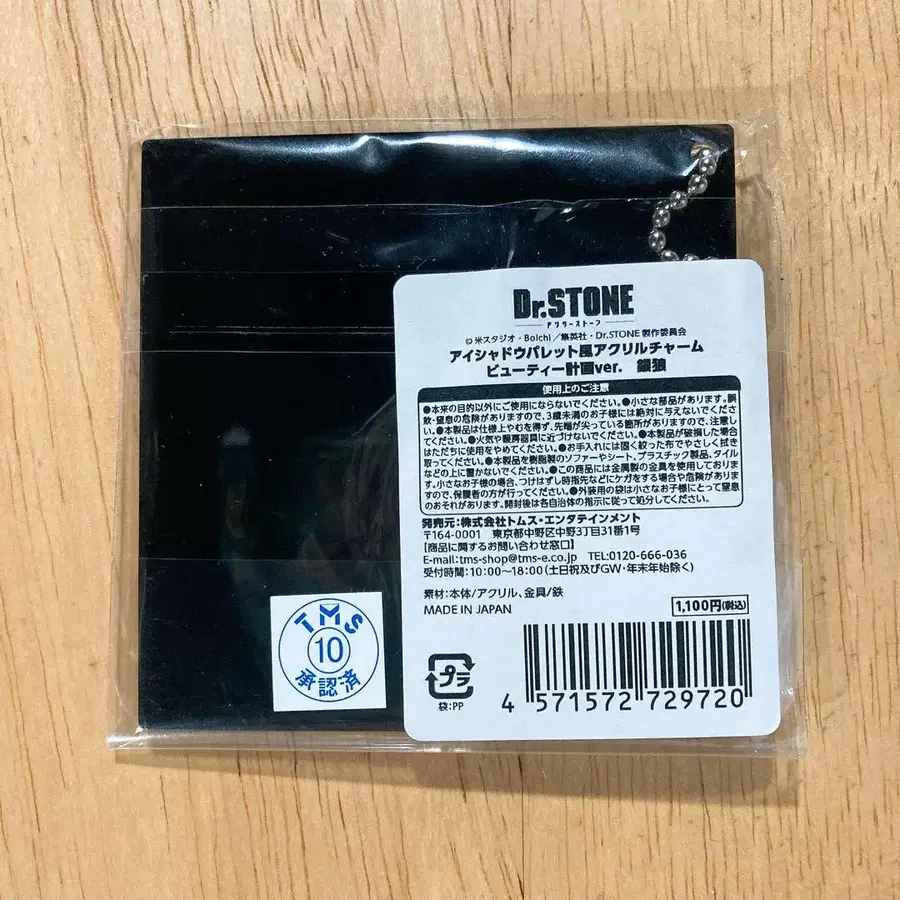 Dr.STONE
ドクターストーン
© 米スタジオ・Boichi／集英社・Dr.STONE 製作委員会
アイシャドウパレット風アクリルチャーム
ビューティー計画ver. 銀狼
使用上のご注意
●本来の目的以外にご使用にならないでください。●小さな部品があります。誤
飲・窒息の危険がありますので、3歳未満のお子様には絶対に与えないでくださ
い。●本製品は仕様上やむを得ず、先端が尖っている箇所がありますので、注意し
てください。●火気や暖房器具に近づけないでください。●本製品が破損した場合
はただちに使用をやめてください。●お手入れには固く絞った布でやさしく拭き
取ってください。●本製品を樹脂製のソファーやシート、プラスチック製品、タイル
などの上に置かないでください。●この商品には金属製の金具を使用しておりま
す。小さなお子様の場合、つけはずし時指先などにケガをする場合や危険がありま
すので、保護者の方が行ってください。●外装用の袋は小さなお子様にとって窒息
のおそれがあります。開封後は各自治体の指示に従って処分してください。
発売元：株式会社トムス・エンタテインメント
〒164-0001 東京都中野区中野3丁目31番1号
【商品に関するお問い合わせ窓口】
E-mail:tms-shop@tms-e.co.jp TEL:0120-666-036
受付時間：10:00～18:00（土日祝及びGW・年末年始除く）
素材：本体/アクリル、金具/鉄
MADE IN JAPAN
1,100円(税込)
プラ
袋：PP
4 571572 729720
TMS
10
承認済